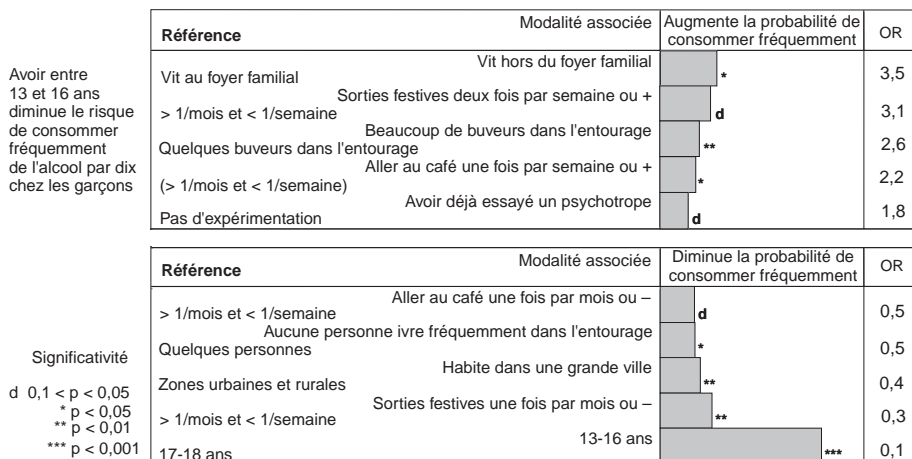 Référence Modalité associée Augmente la probabilité de consommer fréquemment OR
Vit hors du foyer familial
Vit au foyer familial * 3,5
Sorties festives deux fois par semaine ou +
> 1/mois et < 1/semaine d 3,1
Beaucoup de buveurs dans l'entourage
Quelques buveurs dans l'entourage ** 2,6
Aller au café une fois par semaine ou +
(> 1/mois et < 1/semaine) * 2,2
Avoir déjà essayé un psychotrope
Pas d'expérimentation d 1,8
Avoir entre
13 et 16 ans
diminue le risque
de consommer
fréquemment
de l'alcool par dix
chez les garçons
Référence Modalité associée Diminue la probabilité de consommer fréquemment OR
Aller au café une fois par mois ou –
> 1/mois et < 1/semaine d 0,5
Aucune personne ivre fréquemment dans l'entourage
Quelques personnes * 0,5
Habite dans une grande ville
Zones urbaines et rurales ** 0,4
Sorties festives une fois par mois ou –
> 1/mois et < 1/semaine ** 0,3
13-16 ans
17-18 ans *** 0,1
Significativité
d 0,1 < p < 0,05
* p < 0,05
** p < 0,01
*** p < 0,001